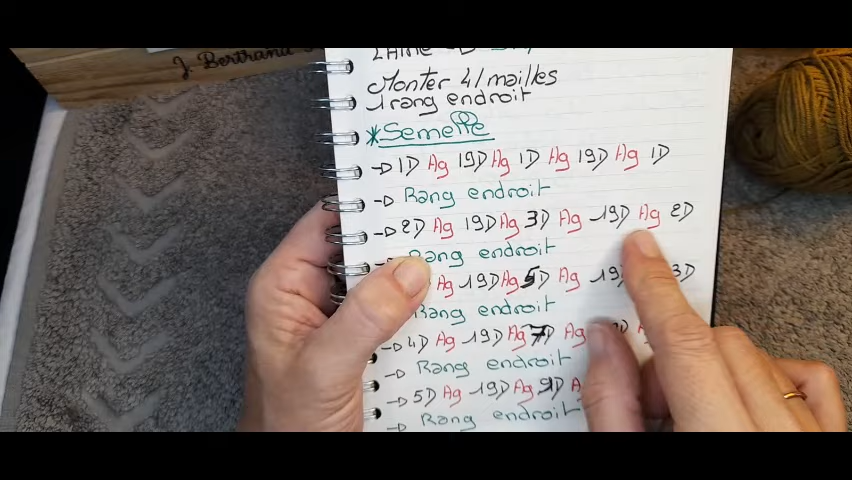 J. Bertrand
Monter 41 mailles
1 rang endroit
*Semelle
→ 1D Ag 19D Ag 1D Ag 19D Ag 1D
→ Rang endroit
→ 2D Ag 19D Ag 3D Ag 19D Ag 2D
Rang endroit
Ag 19D Ag 5D Ag 19D 3D
Rang endroit
→ 4D Ag 19D Ag 7D Ag
→ Rang endroit
→ 5D Ag 19D Ag 9D
→ Rang endroit